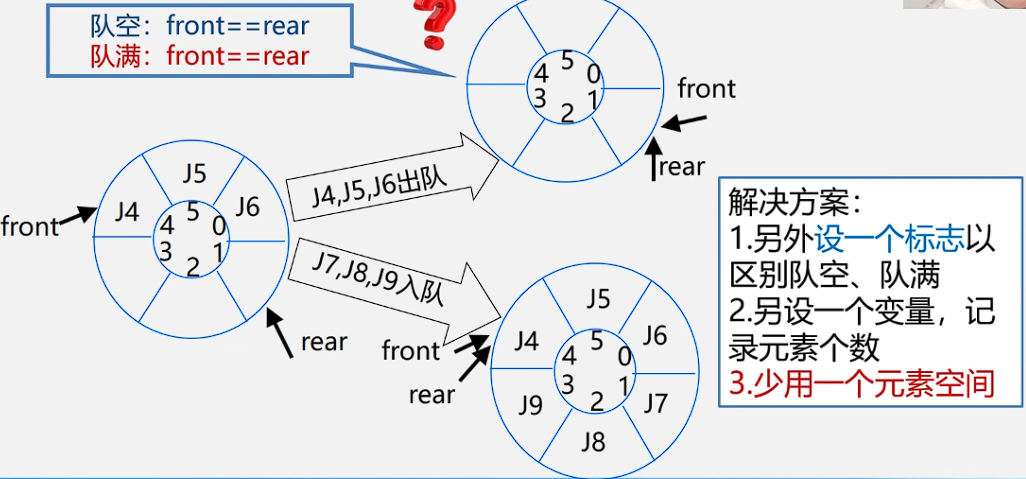 队空：front==rear
队满：front==rear
?
5
4
0
3
1
2
front
rear
J4,J5,J6出队
J5
J4
J6
5
4
0
3
1
2
front
rear
J7,J8,J9入队
J5
J4
J6
5
4
0
3
1
2
J9
J7
J8
front
rear
解决方案：
1.另外设一个标志以
区别队空、队满
2.另设一个变量，记
录元素个数
3.少用一个元素空间